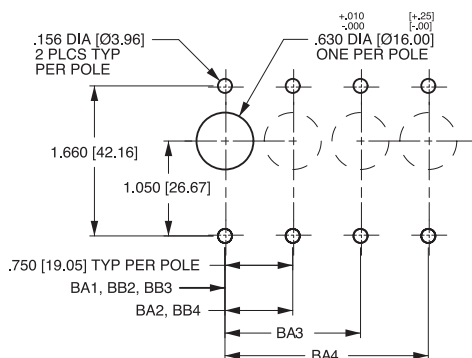 +.010 [+.25]
-.000 [-.00]
.156 DIA [Ø3.96] .630 DIA [Ø16.00]
2 PLCS TYP ONE PER POLE
PER POLE
1.660 [42.16]
1.050 [26.67]
.750 [19.05] TYP PER POLE
BA1, BB2, BB3
BA2, BB4
BA3
BA4